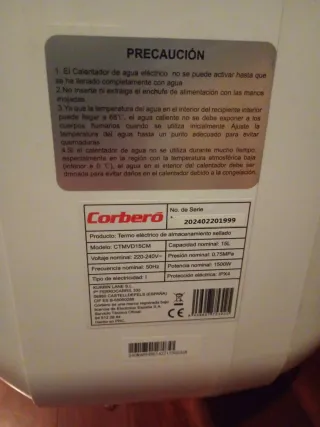 PRECAUCIÓN
1. El Calentador de agua eléctrico no se puede activar hasta que
se ha llenado completamente con agua
2.No inserte ni extraiga el enchufe de alimentación con las manos
mojadas
3.Ya que la temperatura del agua en el interior del recipiente interior
puede llegar a 68℃, el agua caliente no se debe exponer a los
cuerpos humanos cuando se utiliza inicialmente Ajuste la
temperatura del agua hasta un punto adecuado para evitar
quemaduras
4.Si el calentador de agua no se utiliza durante mucho tiempo,
especialmente en la región con la temperatura atmosférica baja
(inferior a 0℃), el agua en el interior del calentador debe ser
drenada para evitar daños en el calentador debido a la congelación.
Corberó
No. de Serie
202402201999
Producto: Termo eléctrico de almacenamiento sellado
Modelo: CTMVD15CM
Capacidad nominal: 15L
Voltaje nominal: 220-240V~
Presión nominal: 0.75MPa
Frecuencia nominal: 50Hz
Potencia nominal: 1500W
Tipo de electricidad: I
Protección eléctrica: IPX4